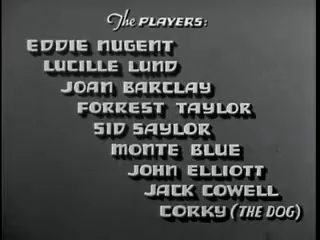 The PLAYERS:
EDDIE NUGENT
LUCILLE LUND
JOAN BARCLAY
FORREST TAYLOR
SID SAYLOR
MONTE BLUE
JOHN ELLIOTT
JACK COWELL
CORKY (THE DOG)